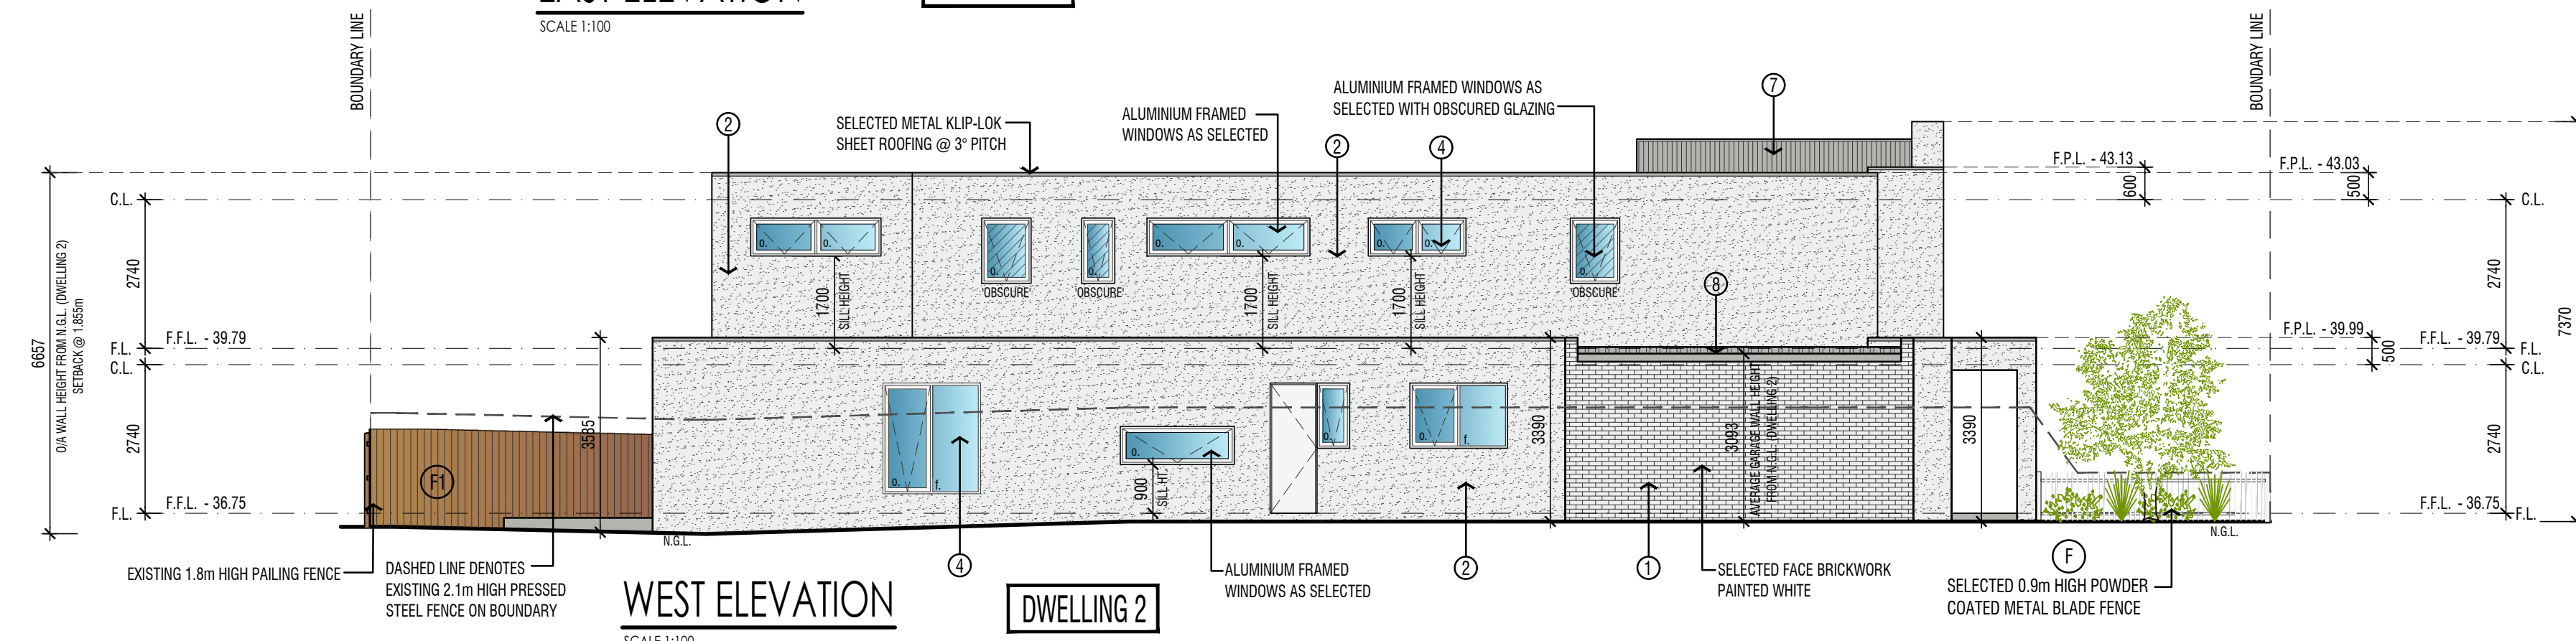 EAST ELEVATION
SCALE 1:100
BOUNDARY LINE
BOUNDARY LINE
2
SELECTED METAL KLIP-LOK
SHEET ROOFING @ 3° PITCH
ALUMINIUM FRAMED
WINDOWS AS SELECTED
ALUMINIUM FRAMED WINDOWS AS
SELECTED WITH OBSCURED GLAZING
2
4
7
F.P.L. - 43.13
600
F.P.L. - 43.03
500
C.L.
C.L.
6657
O/A WALL HEIGHT FROM N.G.L. (DWELLING 2)
SETBACK @ 1.855m
2740
2740
7370
O.
O.
O.
O.
O.
O.
O.
O.
O.
'OBSCURE'
'OBSCURE'
'OBSCURE'
1700
SILL HEIGHT
1700
SILL HEIGHT
1700
SILL HEIGHT
8
F.F.L. - 39.79
F.L.
C.L.
F.P.L. - 39.99
500
F.F.L. - 39.79
F.L.
C.L.
2740
3585
3390
3093
AVERAGE GARAGE WALL HEIGHT
FROM N.G.L. (DWELLING 2)
3390
2740
F1
O.
f.
O.
O.
O.
f.
900
SILL HT.
F.F.L. - 36.75
F.L.
F.F.L. - 36.75
F.L.
N.G.L.
N.G.L.
EXISTING 1.8m HIGH PAILING FENCE
DASHED LINE DENOTES
EXISTING 2.1m HIGH PRESSED
STEEL FENCE ON BOUNDARY
4
ALUMINIUM FRAMED
WINDOWS AS SELECTED
2
1
SELECTED FACE BRICKWORK
PAINTED WHITE
F
SELECTED 0.9m HIGH POWDER
COATED METAL BLADE FENCE
WEST ELEVATION
DWELLING 2
SCALE 1:100